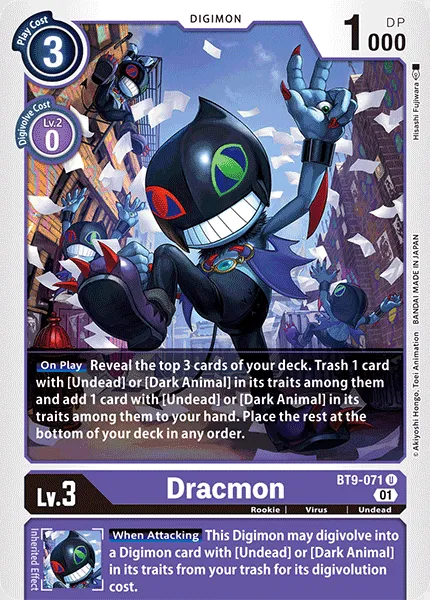 DIGIMON
Play Cost
3
DP
1000
Digivolve Cost
Lv.2
0
Hisashi Fujiwara
© Akiyoshi Hongo, Toei Animation BANDAI MADE IN JAPAN
On Play Reveal the top 3 cards of your deck. Trash 1 card
with [Undead] or [Dark Animal] in its traits among them
and add 1 card with [Undead] or [Dark Animal] in its
traits among them to your hand. Place the rest at the
bottom of your deck in any order.
Lv.3
Dracmon
BT9-071 U
01
Rookie | Virus | Undead
Inherited Effect
When Attacking This Digimon may digivolve into
a Digimon card with [Undead] or [Dark Animal]
in its traits from your trash for its digivolution
cost.